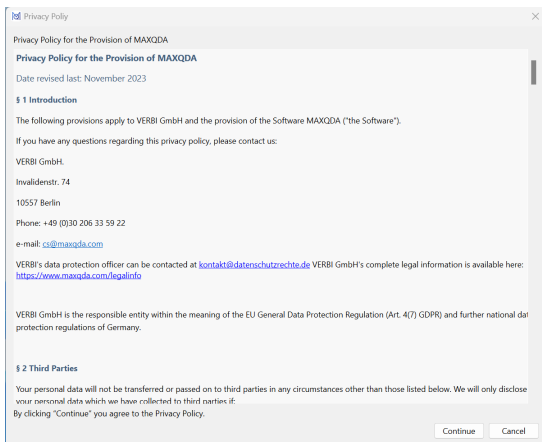 Privacy Poliy
Privacy Policy for the Provision of MAXQDA
Privacy Policy for the Provision of MAXQDA
Date revised last: November 2023
§ 1 Introduction
The following provisions apply to VERBI GmbH and the provision of the Software MAXQDA ("the Software").
If you have any questions regarding this privacy policy, please contact us:
VERBI GmbH.
Invalidenstr. 74
10557 Berlin
Phone: +49 (0)30 206 33 59 22
e-mail: cs@maxqda.com
VERBI's data protection officer can be contacted at kontakt@datenschutzrechte.de VERBI GmbH's complete legal information is available here:
https://www.maxqda.com/legalinfo
VERBI GmbH is the responsible entity within the meaning of the EU General Data Protection Regulation (Art. 4(7) GDPR) and further national dat
protection regulations of Germany.
§ 2 Third Parties
Your personal data will not be transferred or passed on to third parties in any circumstances other than those listed below. We will only disclose
your personal data which we have collected to third parties if:
By clicking "Continue" you agree to the Privacy Policy.
Continue
Cancel